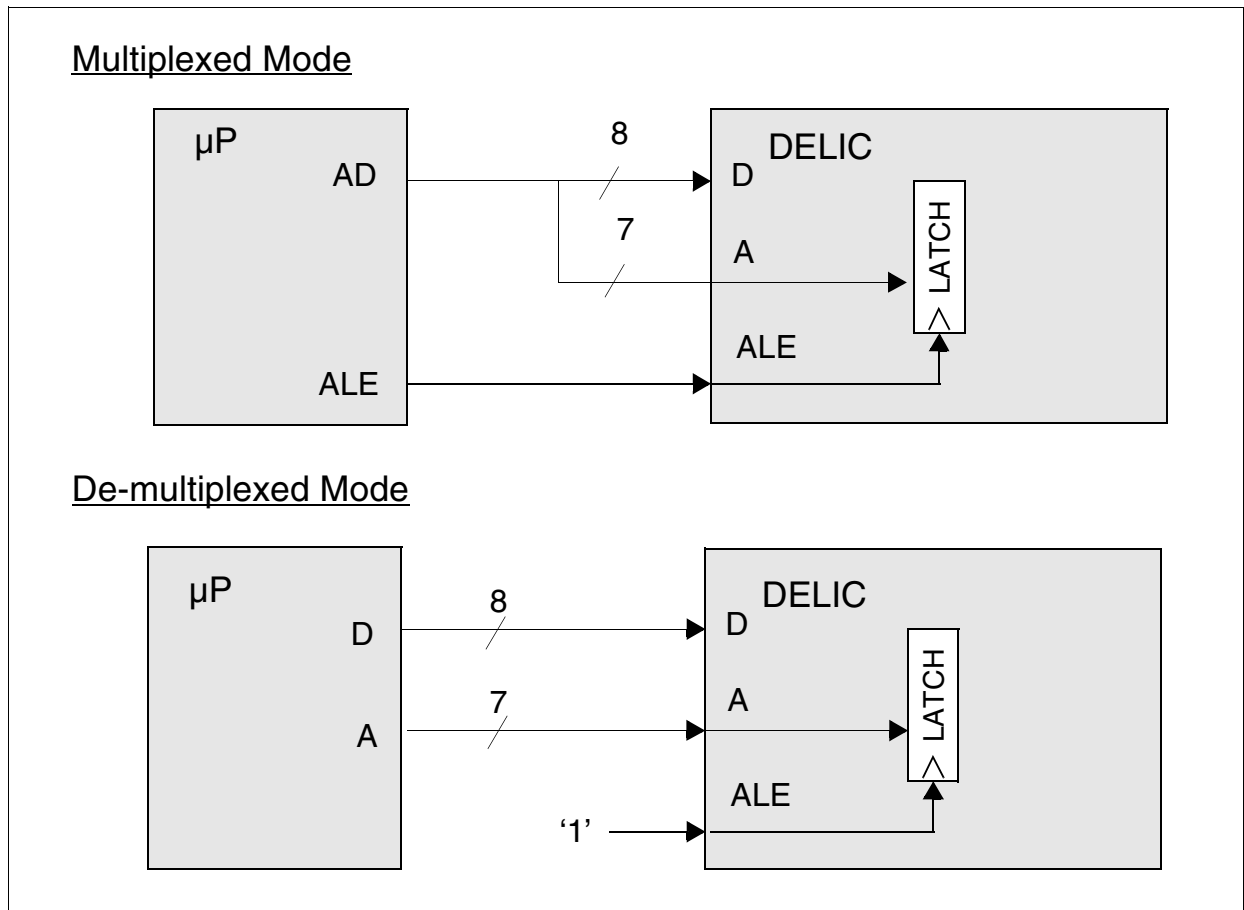 Multiplexed Mode
µP
AD
8
DELIC
D
7
A
LATCH
ALE
ALE
De-multiplexed Mode
µP
D
8
DELIC
D
A
7
A
LATCH
ALE
‘1’